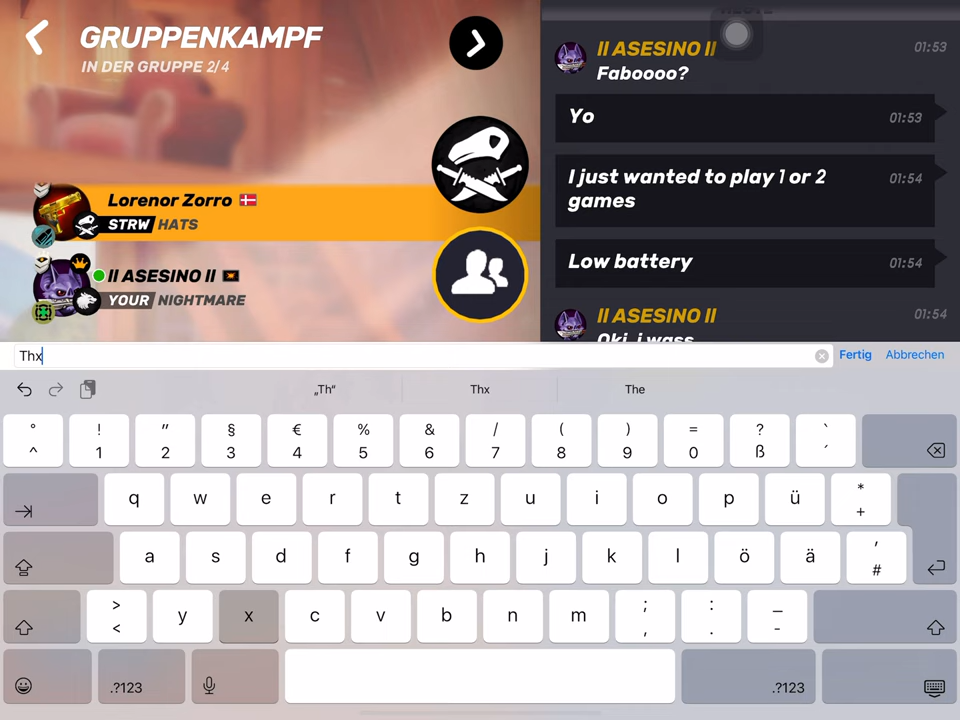 GRUPPENKAMPF
IN DER GRUPPE 2/4
Lorenor Zorro
STRW HATS
II ASESINO II
YOUR NIGHTMARE
II ASESINO II 01:53
Faboooo?
Yo 01:53
I just wanted to play 1 or 2 01:54
games
Low battery 01:54
II ASESINO II 01:54
Oki, i wass
Thx Fertig Abbrechen
„Th“ Thx The
° ! " § € % & / ( ) = ? `
^ 1 2 3 4 5 6 7 8 9 0 ß ´
q w e r t z u i o p ü * +
a s d f g h j k l ö ä ' #
> < y x c v b n m ; , : . _ -
.?123 .?123